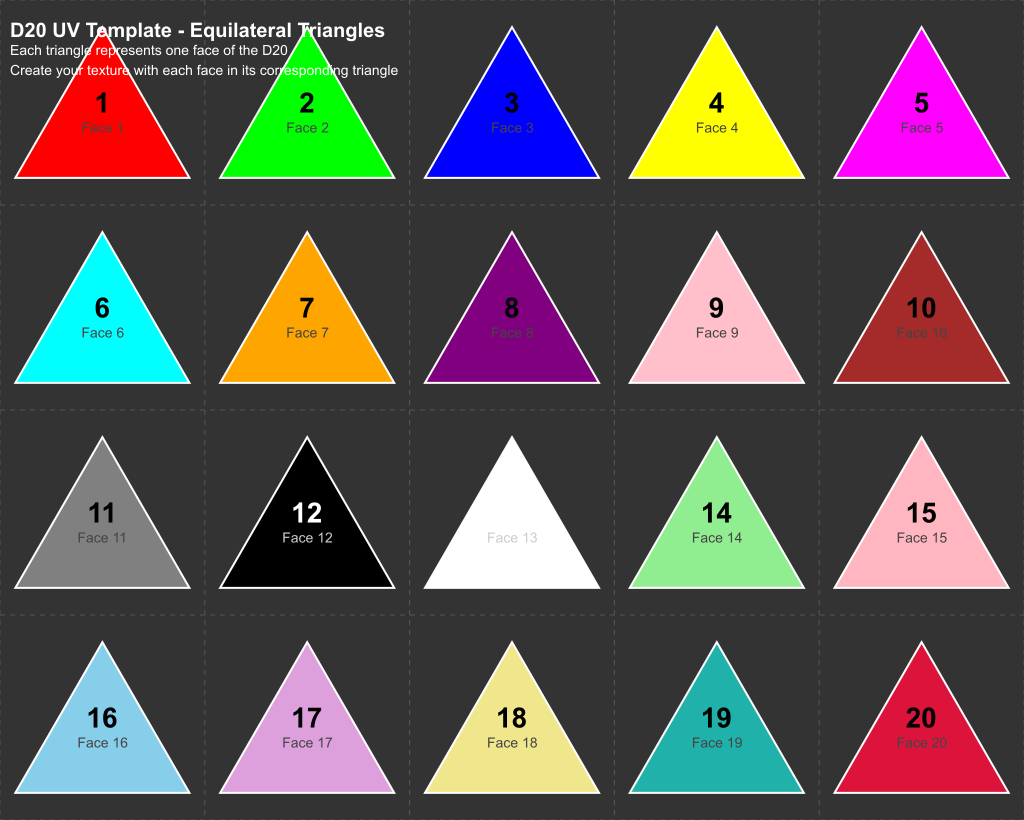 D20 UV Template - Equilateral Triangles
Each triangle represents one face of the D20
Create your texture with each face in its corresponding triangle
1
Face 1
2
Face 2
3
Face 3
4
Face 4
5
Face 5
6
Face 6
7
Face 7
8
Face 8
9
Face 9
10
Face 10
11
Face 11
12
Face 12
Face 13
14
Face 14
15
Face 15
16
Face 16
17
Face 17
18
Face 18
19
Face 19
20
Face 20